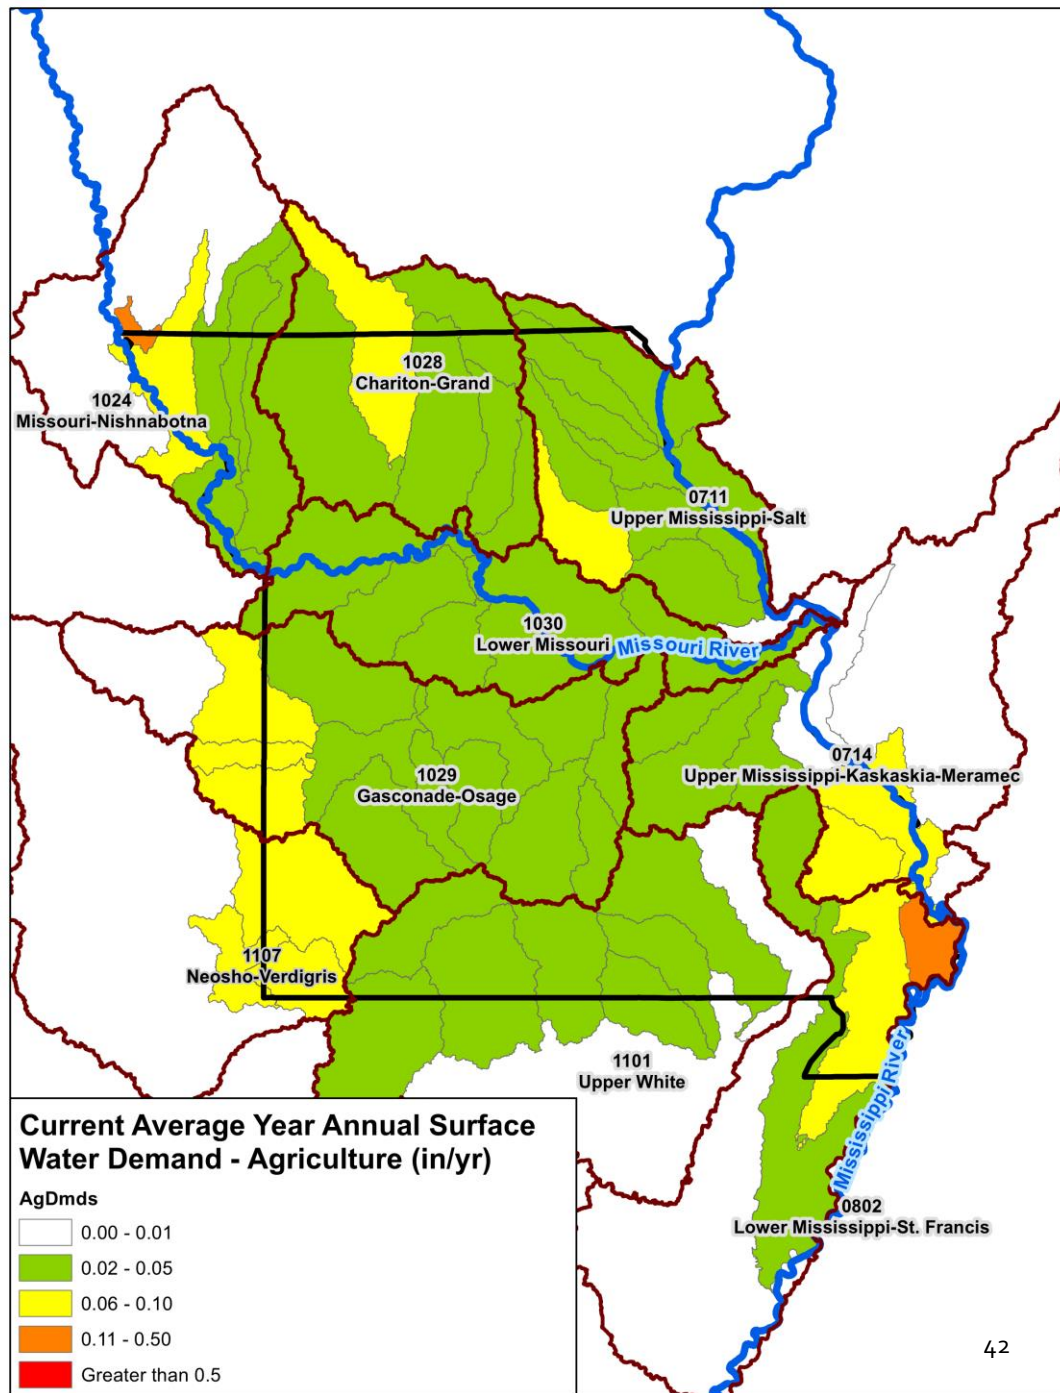 1028
Chariton-Grand
1024
Missouri-Nishnabotna
0711
Upper Mississippi-Salt
1030
Lower Missouri
Missouri River
0714
Upper Mississippi-Kaskaskia-Meramec
1029
Gasconade-Osage
1107
Neosho-Verdigris
1101
Upper White
Mississippi River
0802
Lower Mississippi-St. Francis
Current Average Year Annual Surface
Water Demand - Agriculture (in/yr)
AgDmds
0.00 - 0.01
0.02 - 0.05
0.06 - 0.10
0.11 - 0.50
Greater than 0.5
42